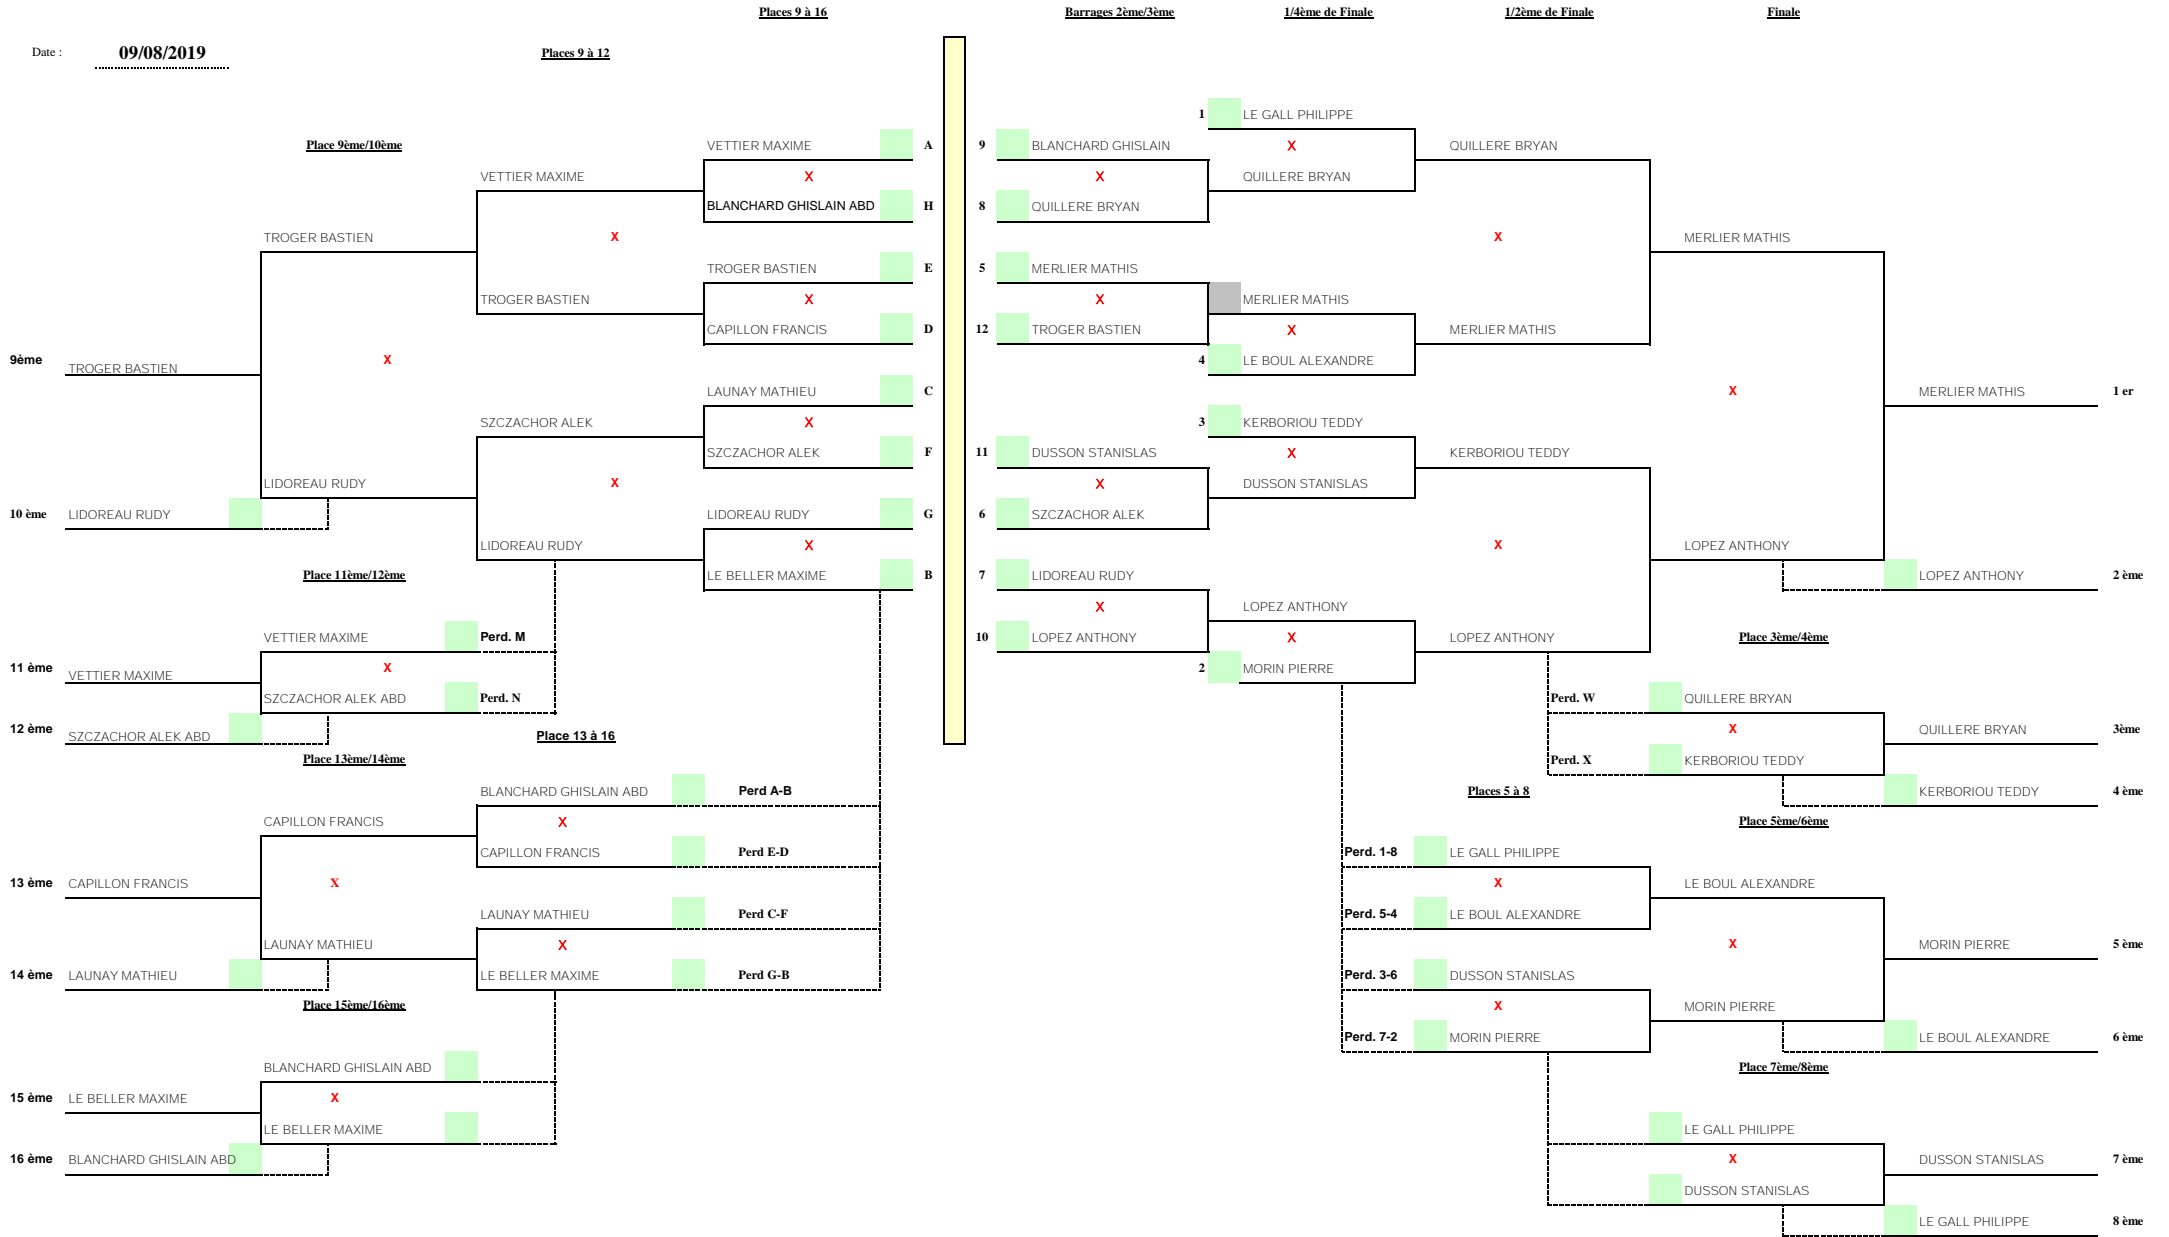 Places 9 à 16 Barrages 2ème/3ème 1/4ème de Finale 1/2ème de Finale Finale
Date : 09/08/2019 Places 9 à 12
1 LE GALL PHILIPPE
Place 9ème/10ème VETTIER MAXIME A 9 BLANCHARD GHISLAIN X QUILLERE BRYAN
VETTIER MAXIME X X QUILLERE BRYAN
BLANCHARD GHISLAIN ABD H 8 QUILLERE BRYAN
TROGER BASTIEN X X MERLIER MATHIS
TROGER BASTIEN E 5 MERLIER MATHIS
TROGER BASTIEN X X MERLIER MATHIS
CAPILLON FRANCIS D 12 TROGER BASTIEN X MERLIER MATHIS
9ème TROGER BASTIEN X 4 LE BOUL ALEXANDRE
LAUNAY MATHIEU C X MERLIER MATHIS 1 er
SZCZACHOR ALEK X 3 KERBORIOU TEDDY
SZCZACHOR ALEK F 11 DUSSON STANISLAS X KERBORIOU TEDDY
LIDOREAU RUDY X X DUSSON STANISLAS
10 ème LIDOREAU RUDY LIDOREAU RUDY G 6 SZCZACHOR ALEK
LIDOREAU RUDY X X LOPEZ ANTHONY
Place 11ème/12ème LE BELLER MAXIME B 7 LIDOREAU RUDY LOPEZ ANTHONY 2 ème
X LOPEZ ANTHONY
VETTIER MAXIME Perd. M 10 LOPEZ ANTHONY X LOPEZ ANTHONY Place 3ème/4ème
11 ème VETTIER MAXIME X 2 MORIN PIERRE
SZCZACHOR ALEK ABD Perd. N Perd. W QUILLERE BRYAN
12 ème SZCZACHOR ALEK ABD Place 13 à 16 X QUILLERE BRYAN 3ème
Place 13ème/14ème Perd. X KERBORIOU TEDDY
BLANCHARD GHISLAIN ABD Perd A-B Places 5 à 8 KERBORIOU TEDDY 4 ème
CAPILLON FRANCIS X Place 5ème/6ème
CAPILLON FRANCIS Perd E-D Perd. 1-8 LE GALL PHILIPPE
13 ème CAPILLON FRANCIS X X LE BOUL ALEXANDRE
LAUNAY MATHIEU Perd C-F Perd. 5-4 LE BOUL ALEXANDRE
LAUNAY MATHIEU X X MORIN PIERRE 5 ème
14 ème LAUNAY MATHIEU LE BELLER MAXIME Perd G-B Perd. 3-6 DUSSON STANISLAS
Place 15ème/16ème X MORIN PIERRE
Perd. 7-2 MORIN PIERRE LE BOUL ALEXANDRE 6 ème
BLANCHARD GHISLAIN ABD Place 7ème/8ème
15 ème LE BELLER MAXIME X
LE BELLER MAXIME LE GALL PHILIPPE
16 ème BLANCHARD GHISLAIN ABD X DUSSON STANISLAS 7 ème
DUSSON STANISLAS
LE GALL PHILIPPE 8 ème